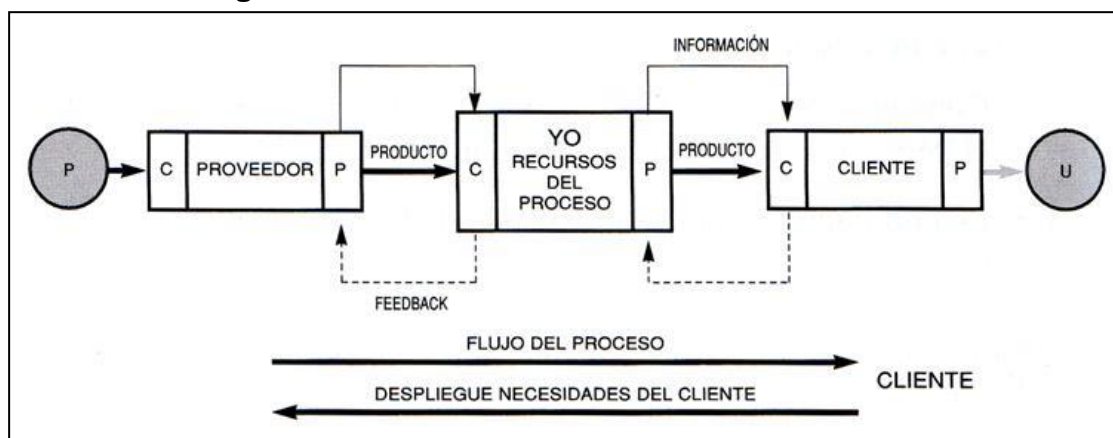 g
INFORMACIÓN
P
C
PROVEEDOR
P
PRODUCTO
C
YO
RECURSOS
DEL
PROCESO
P
PRODUCTO
C
CLIENTE
P
U
FEEDBACK
FLUJO DEL PROCESO
CLIENTE
DESPLIEGUE NECESIDADES DEL CLIENTE